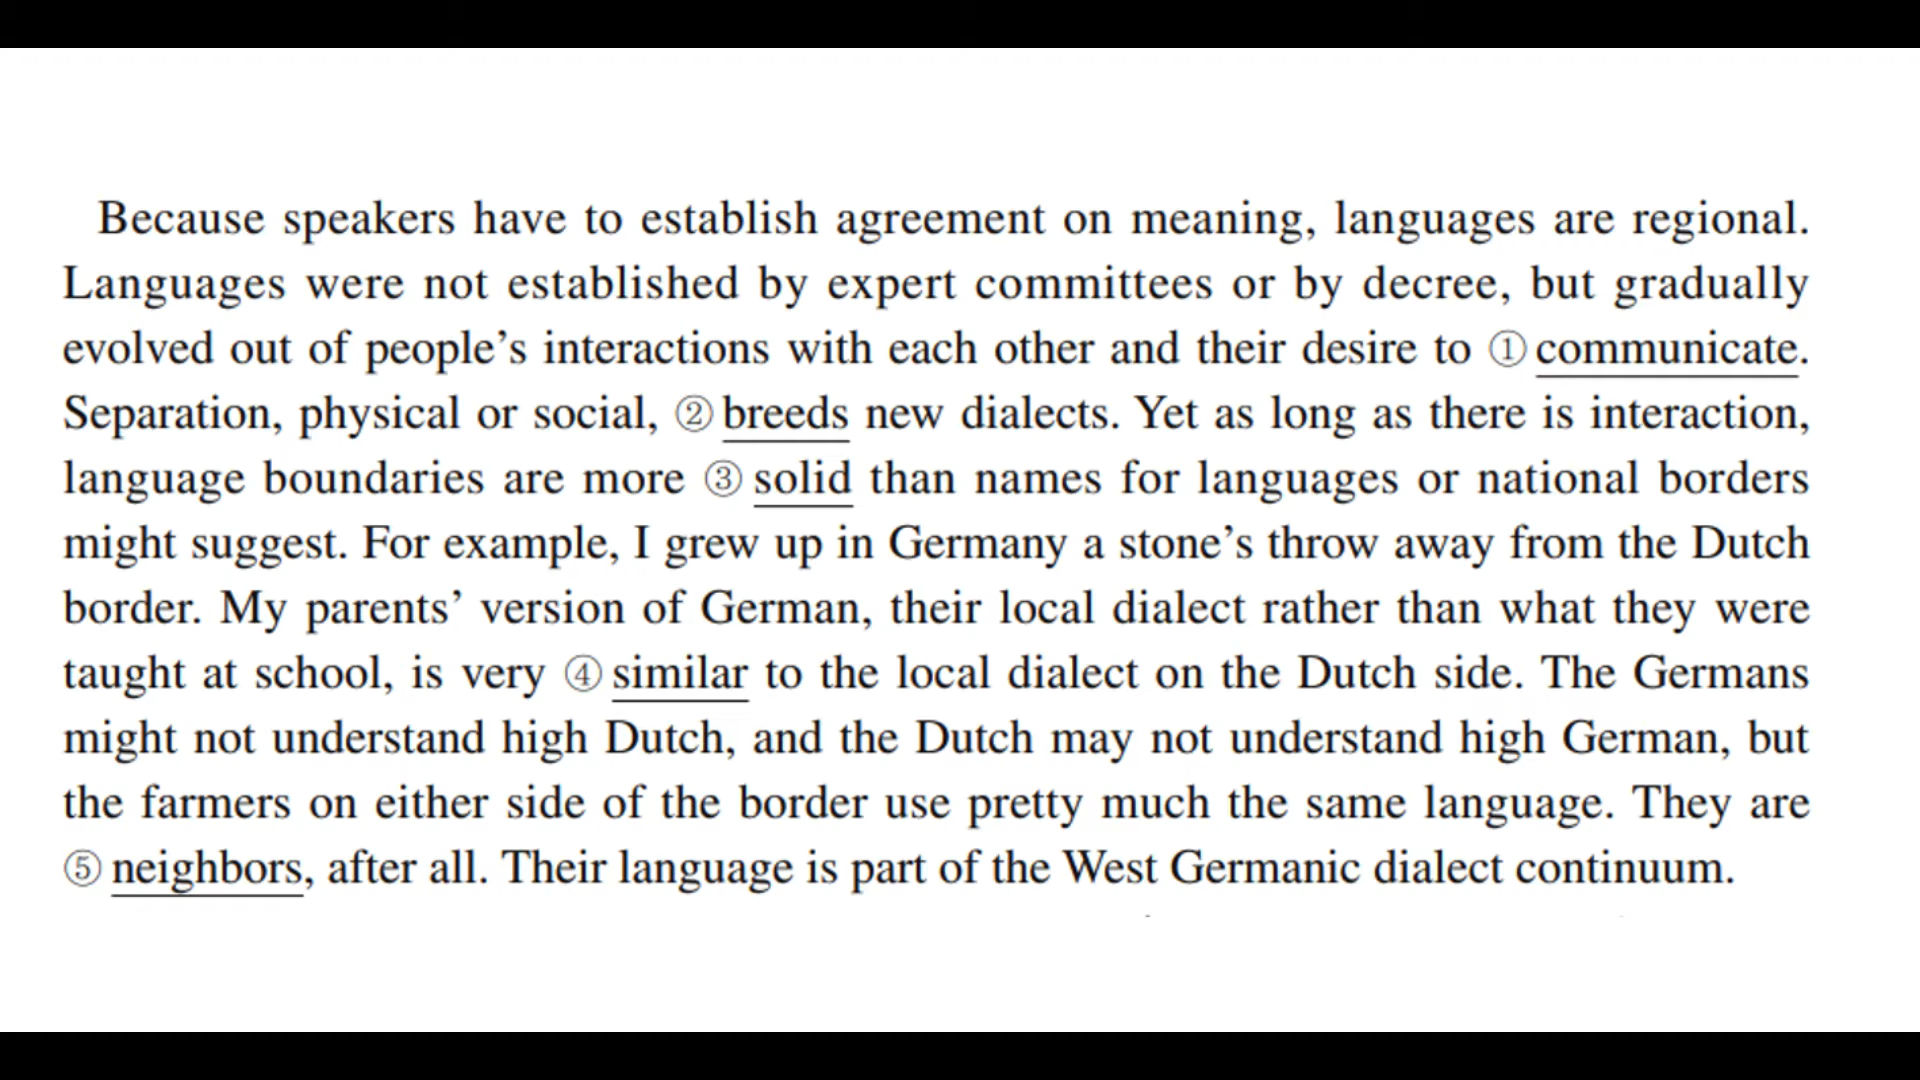 Because speakers have to establish agreement on meaning, languages are regional.
Languages were not established by expert committees or by decree, but gradually
evolved out of people’s interactions with each other and their desire to ① communicate.
Separation, physical or social, ② breeds new dialects. Yet as long as there is interaction,
language boundaries are more ③ solid than names for languages or national borders
might suggest. For example, I grew up in Germany a stone’s throw away from the Dutch
border. My parents’ version of German, their local dialect rather than what they were
taught at school, is very ④ similar to the local dialect on the Dutch side. The Germans
might not understand high Dutch, and the Dutch may not understand high German, but
the farmers on either side of the border use pretty much the same language. They are
⑤ neighbors, after all. Their language is part of the West Germanic dialect continuum.